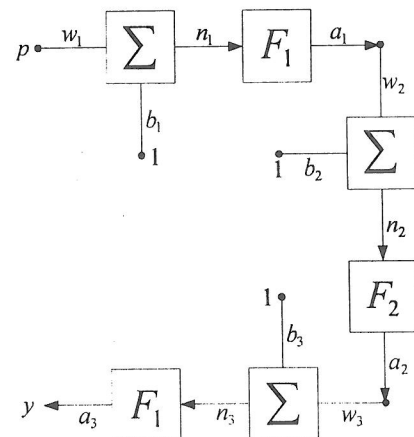 p w₁ Σ n₁ F₁ a₁
w₂
b₁
1 1 b₂ Σ
n₂
1 F₂
b₃ a₂
y a₃ F₁ n₃ Σ w₃